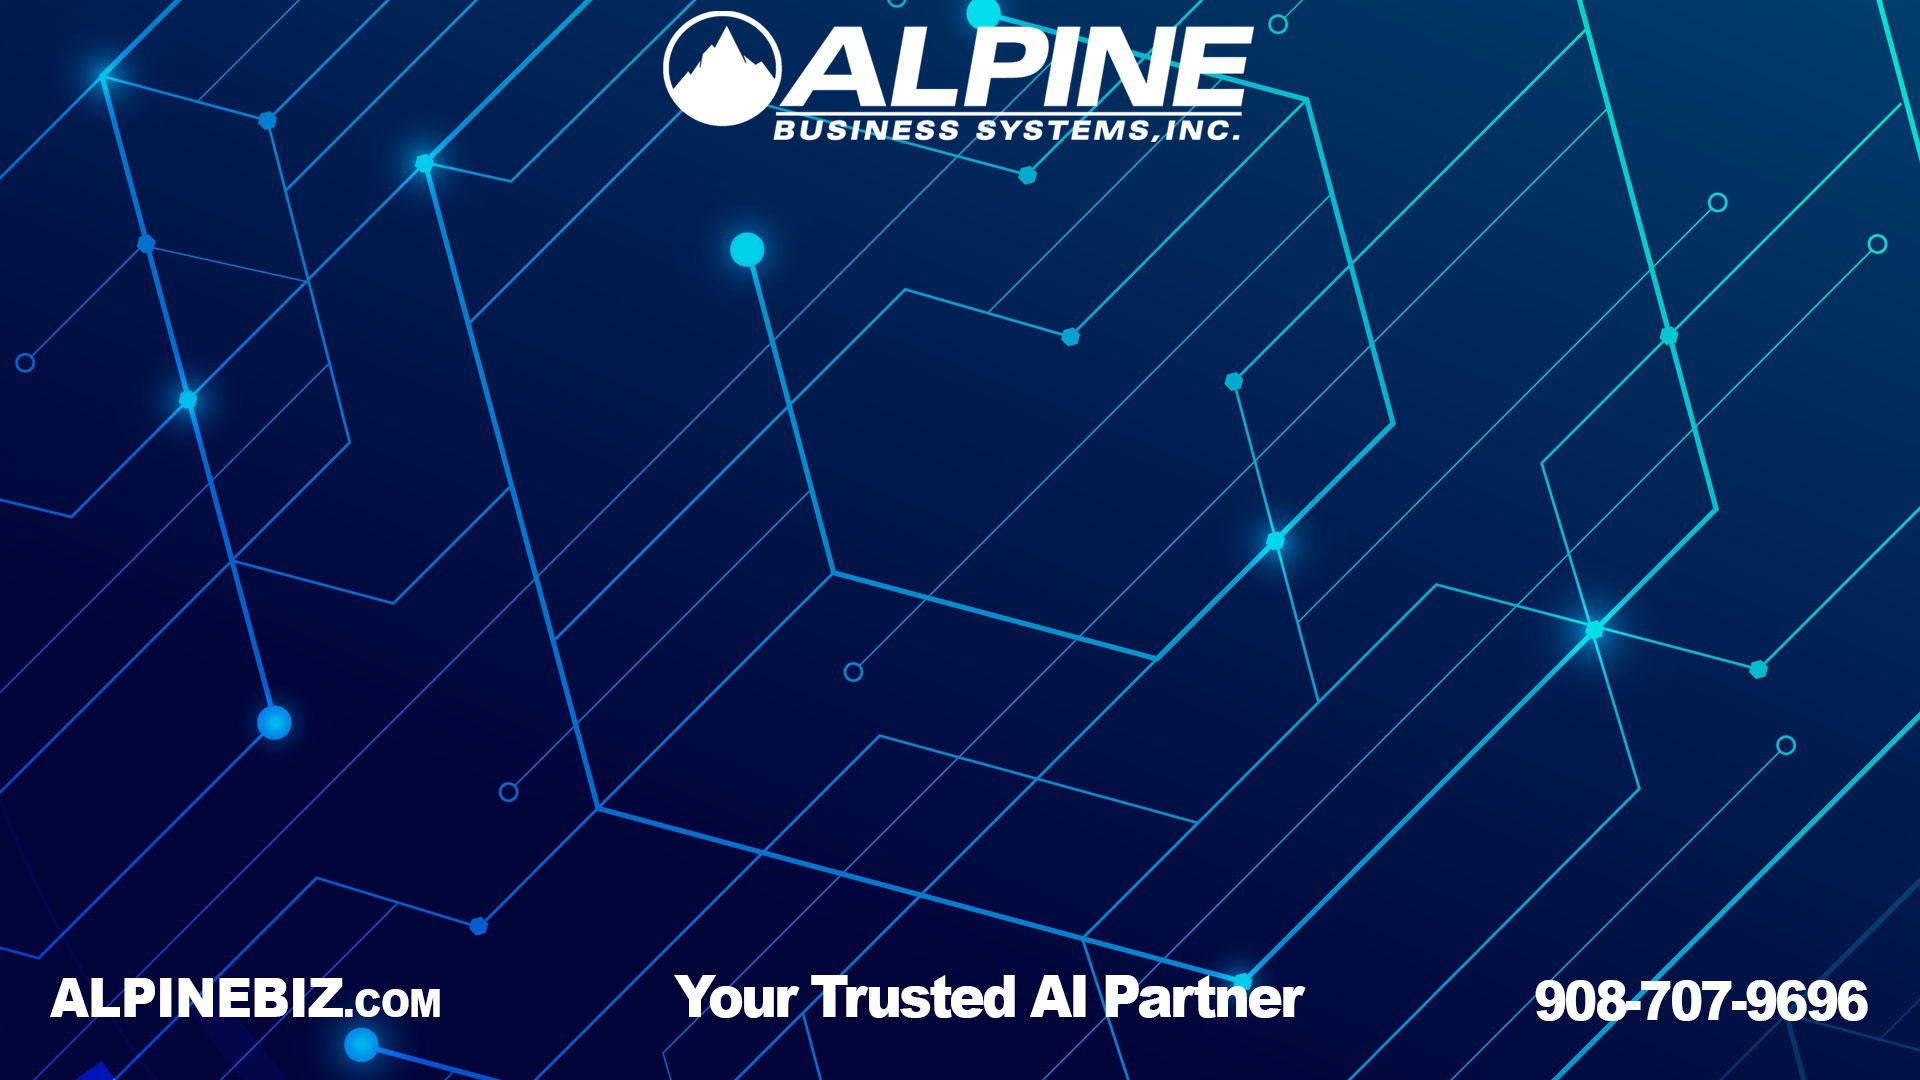 ALPINE
BUSINESS SYSTEMS,INC.
ALPINEBIZ.COM
Your Trusted AI Partner
908-707-9696